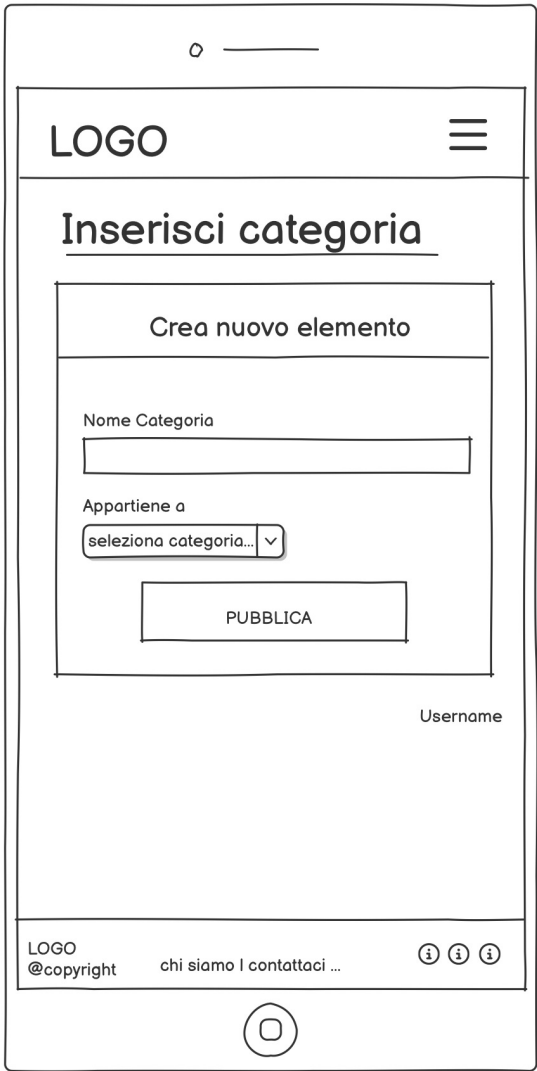 LOGO
Inserisci categoria
Crea nuovo elemento
Nome Categoria
Appartiene a
seleziona categoria...
PUBBLICA
Username
LOGO
@copyright
chi siamo I contattaci ...
i i i